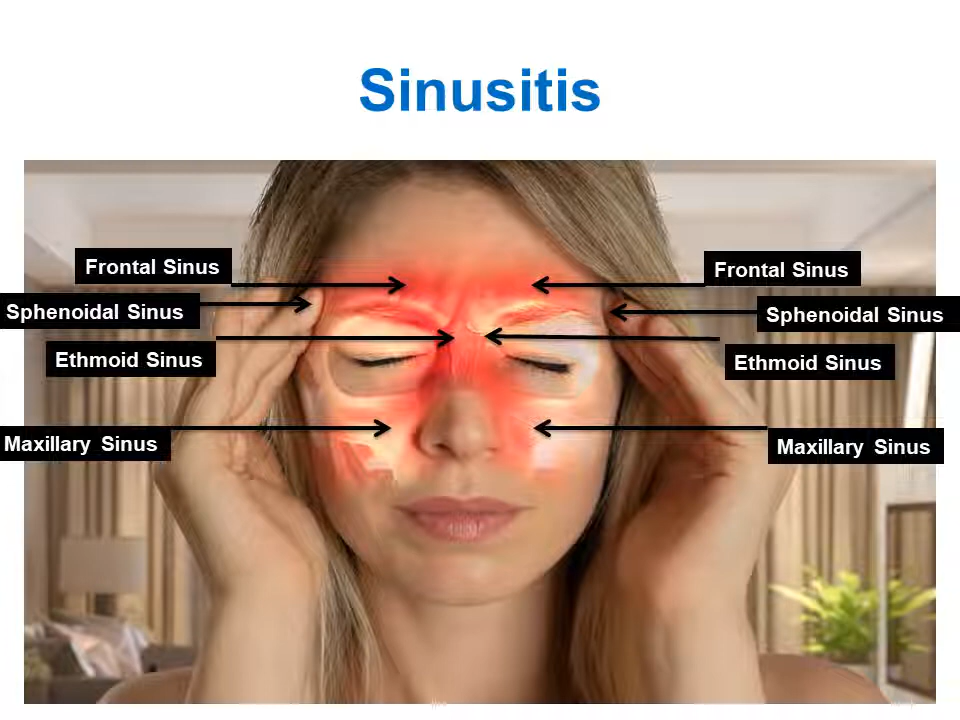 Sinusitis
Frontal Sinus
Frontal Sinus
Sphenoidal Sinus
Sphenoidal Sinus
Ethmoid Sinus
Ethmoid Sinus
Maxillary Sinus
Maxillary Sinus